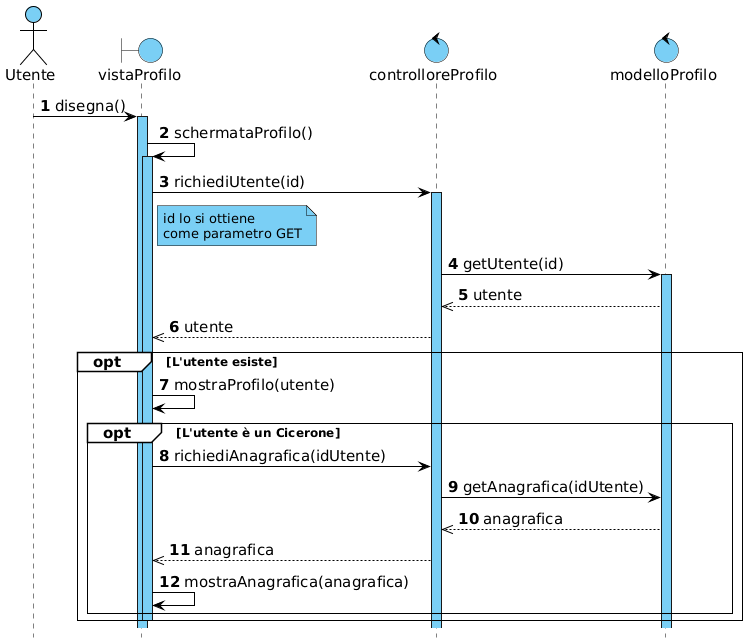 Utente
vistaProfilo
controlloreProfilo
modelloProfilo
1 disegna()
2 schermataProfilo()
3 richiediUtente(id)
id lo si ottiene
come parametro GET
4 getUtente(id)
5 utente
6 utente
opt [L'utente esiste]
7 mostraProfilo(utente)
opt [L'utente è un Cicerone]
8 richiediAnagrafica(idUtente)
9 getAnagrafica(idUtente)
10 anagrafica
11 anagrafica
12 mostraAnagrafica(anagrafica)